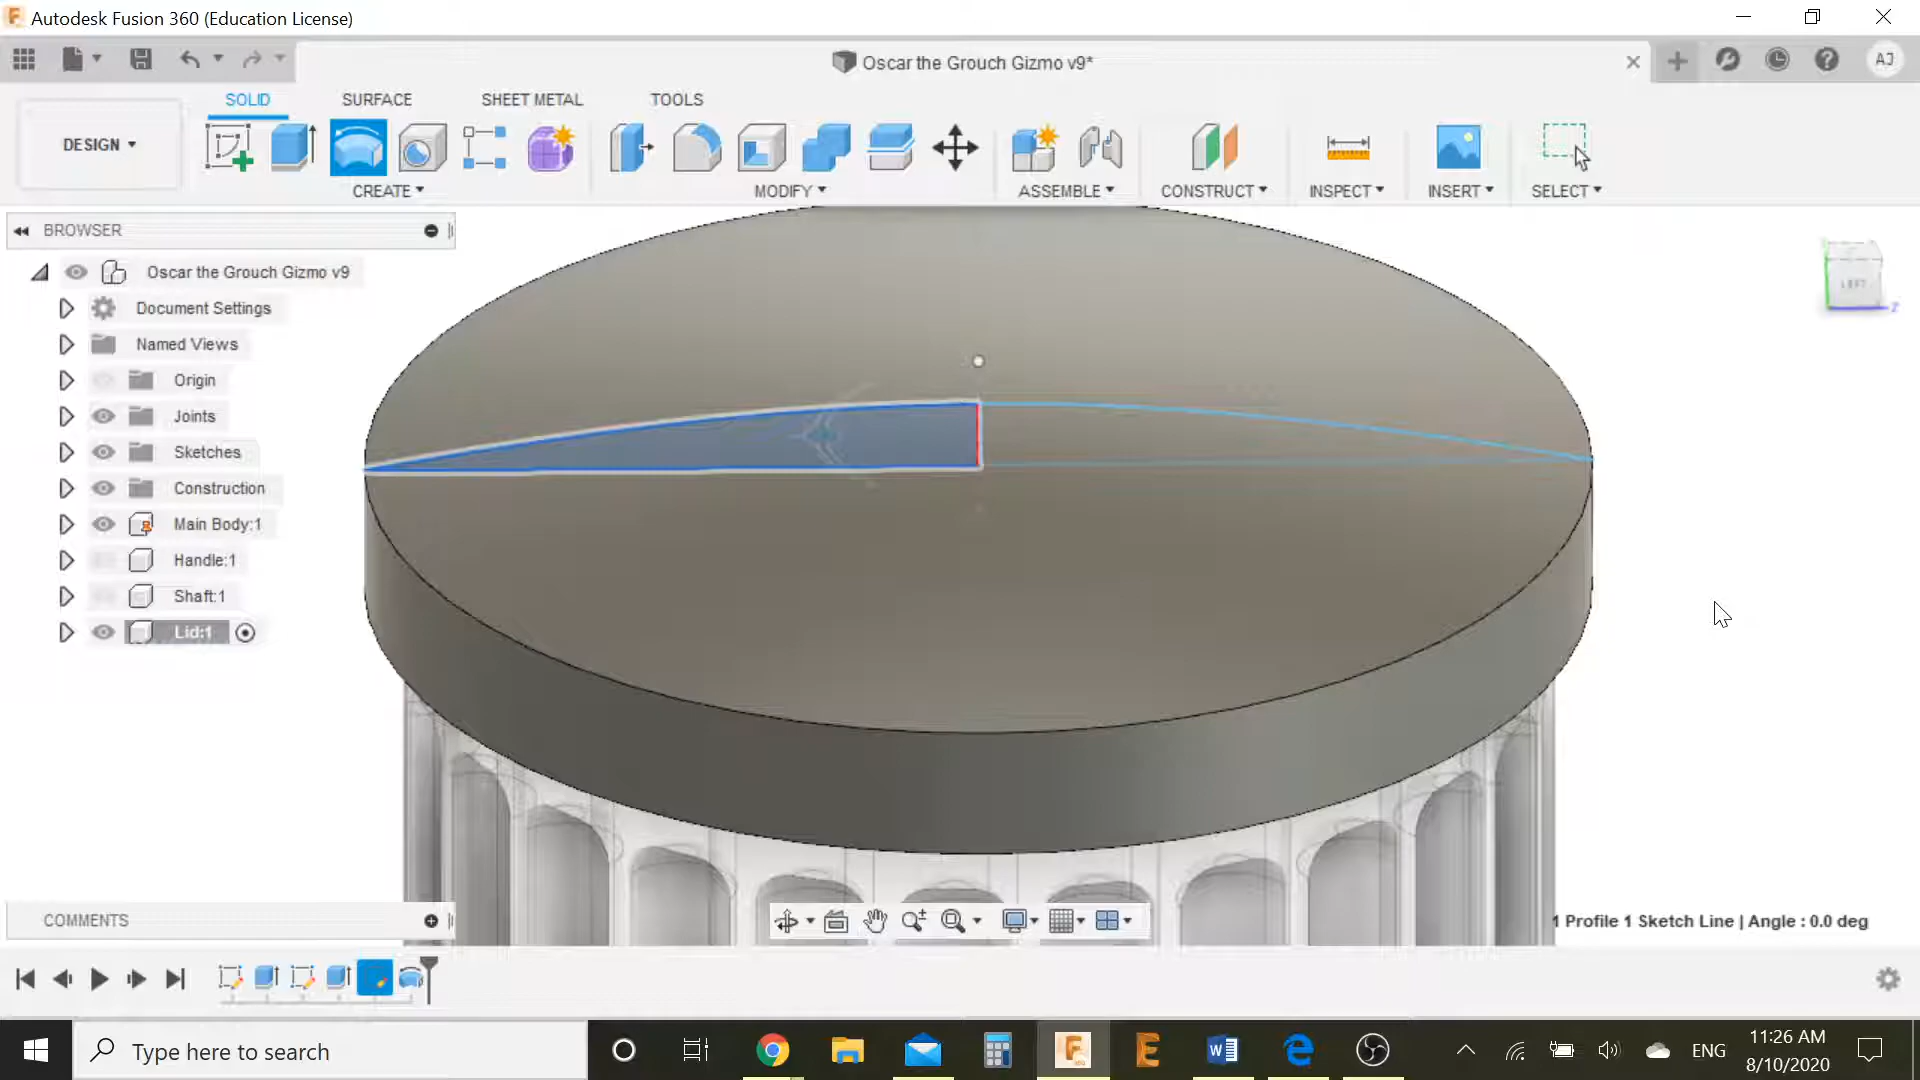 Autodesk Fusion 360 (Education License)
Oscar the Grouch Gizmo v9*
AJ
SOLID SURFACE SHEET METAL TOOLS
DESIGN
CREATE MODIFY ASSEMBLE CONSTRUCT INSPECT INSERT SELECT
BROWSER
Oscar the Grouch Gizmo v9
Document Settings
Named Views
Origin
Joints
Sketches
Construction
Main Body:1
Handle:1
Shaft:1
Lid:1
LEFT
Z
COMMENTS
1 Profile 1 Sketch Line | Angle : 0.0 deg
Type here to search
ENG
11:26 AM
8/10/2020